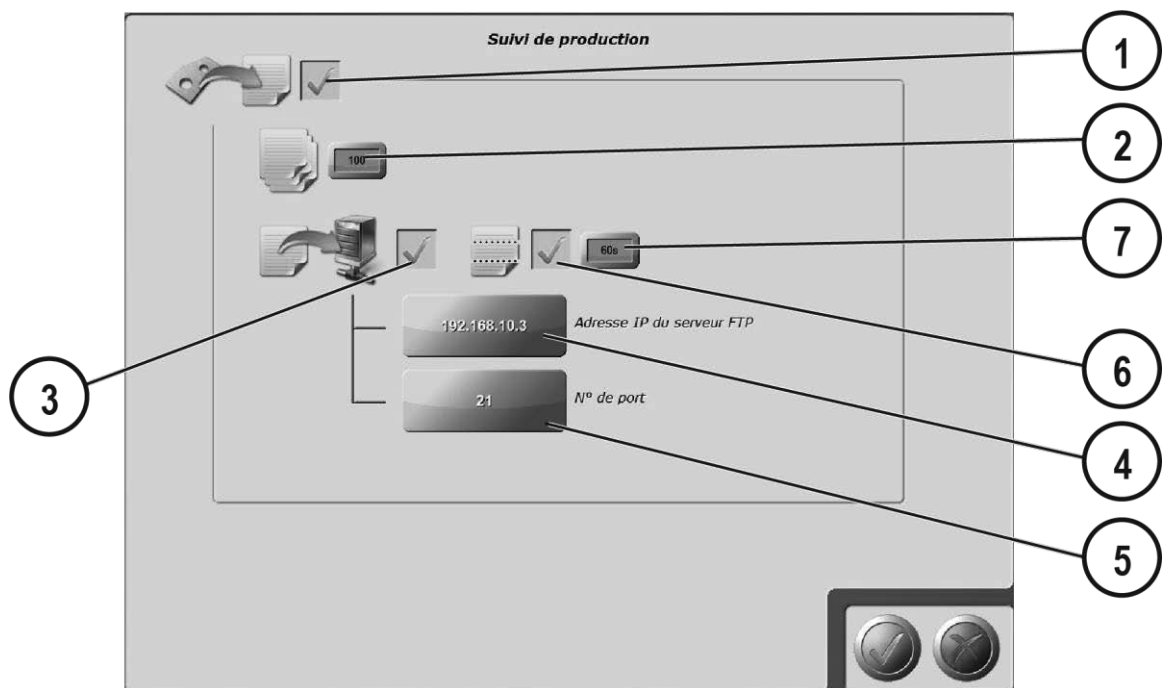 Suivi de production
1
100
2
60s
7
192.168.10.3
Adresse IP du serveur FTP
6
3
21
N° de port
4
5